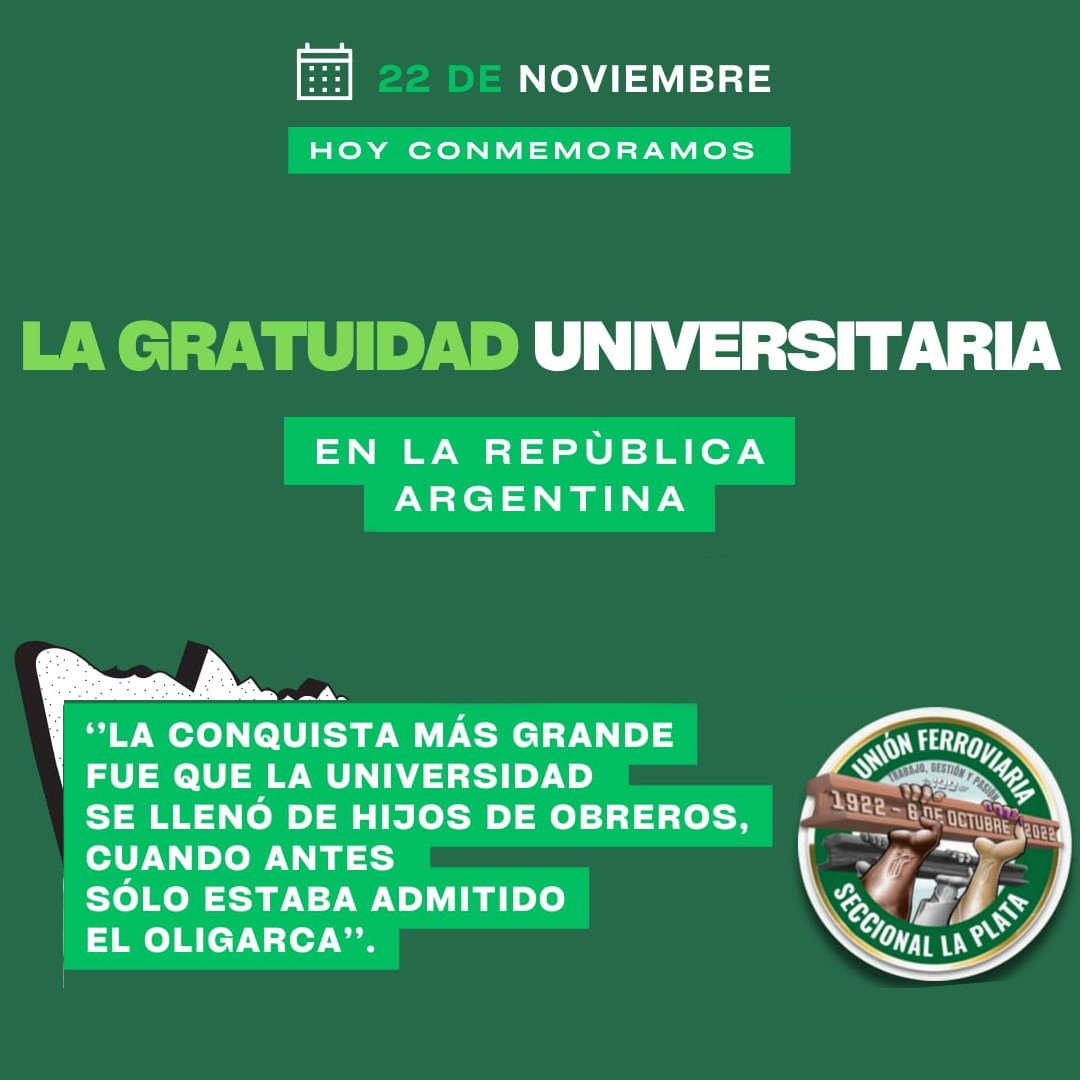 22 DE NOVIEMBRE
HOY CONMEMORAMOS
LA GRATUIDAD UNIVERSITARIA
EN LA REPÙBLICA
ARGENTINA
‘’LA CONQUISTA MÁS GRANDE
FUE QUE LA UNIVERSIDAD
SE LLENÓ DE HIJOS DE OBREROS,
CUANDO ANTES
SÓLO ESTABA ADMITIDO
EL OLIGARCA’’.
UNIÓN FERROVIARIA
TRABAJO, GESTIÓN Y PASIÓN
1922 - 6 DE OCTUBRE 2022
SECCIONAL LA PLATA